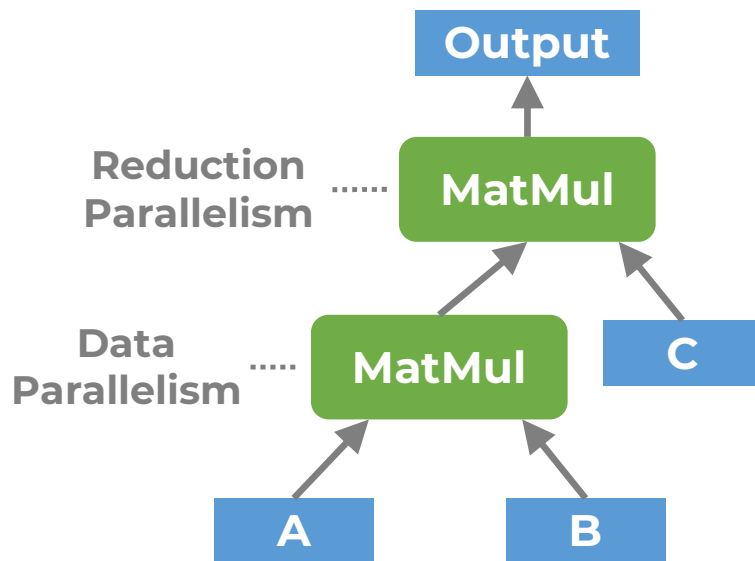 Output
Reduction
Parallelism
MatMul
Data
Parallelism
MatMul
C
A
B